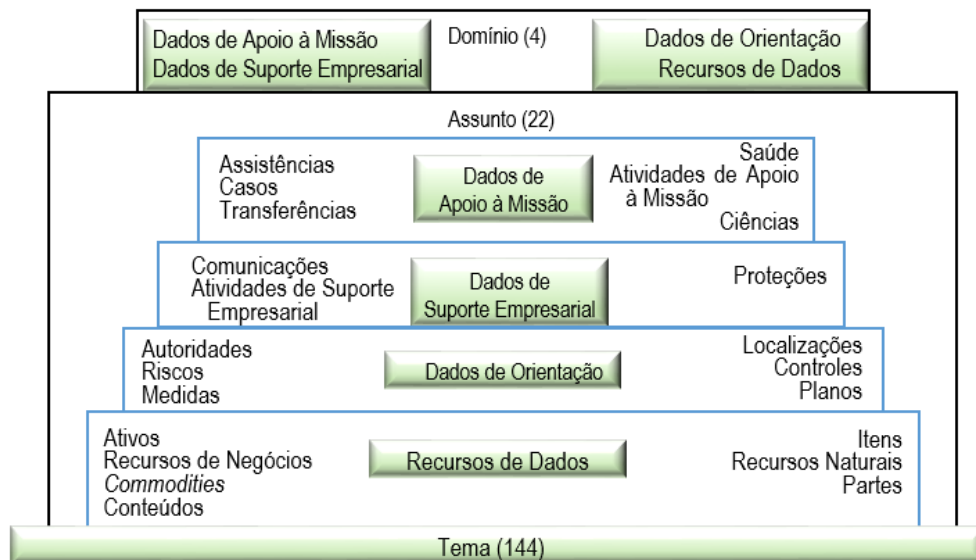 Dados de Apoio à Missão
Dados de Suporte Empresarial
Domínio (4)
Dados de Orientação
Recursos de Dados
Assunto (22)
Assistências
Casos
Transferências
Dados de
Apoio à Missão
Saúde
Atividades de Apoio
à Missão
Ciências
Comunicações
Atividades de Suporte
Empresarial
Dados de
Suporte Empresarial
Proteções
Autoridades
Riscos
Medidas
Dados de Orientação
Localizações
Controles
Planos
Ativos
Recursos de Negócios
Commodities
Conteúdos
Recursos de Dados
Itens
Recursos Naturais
Partes
Tema (144)